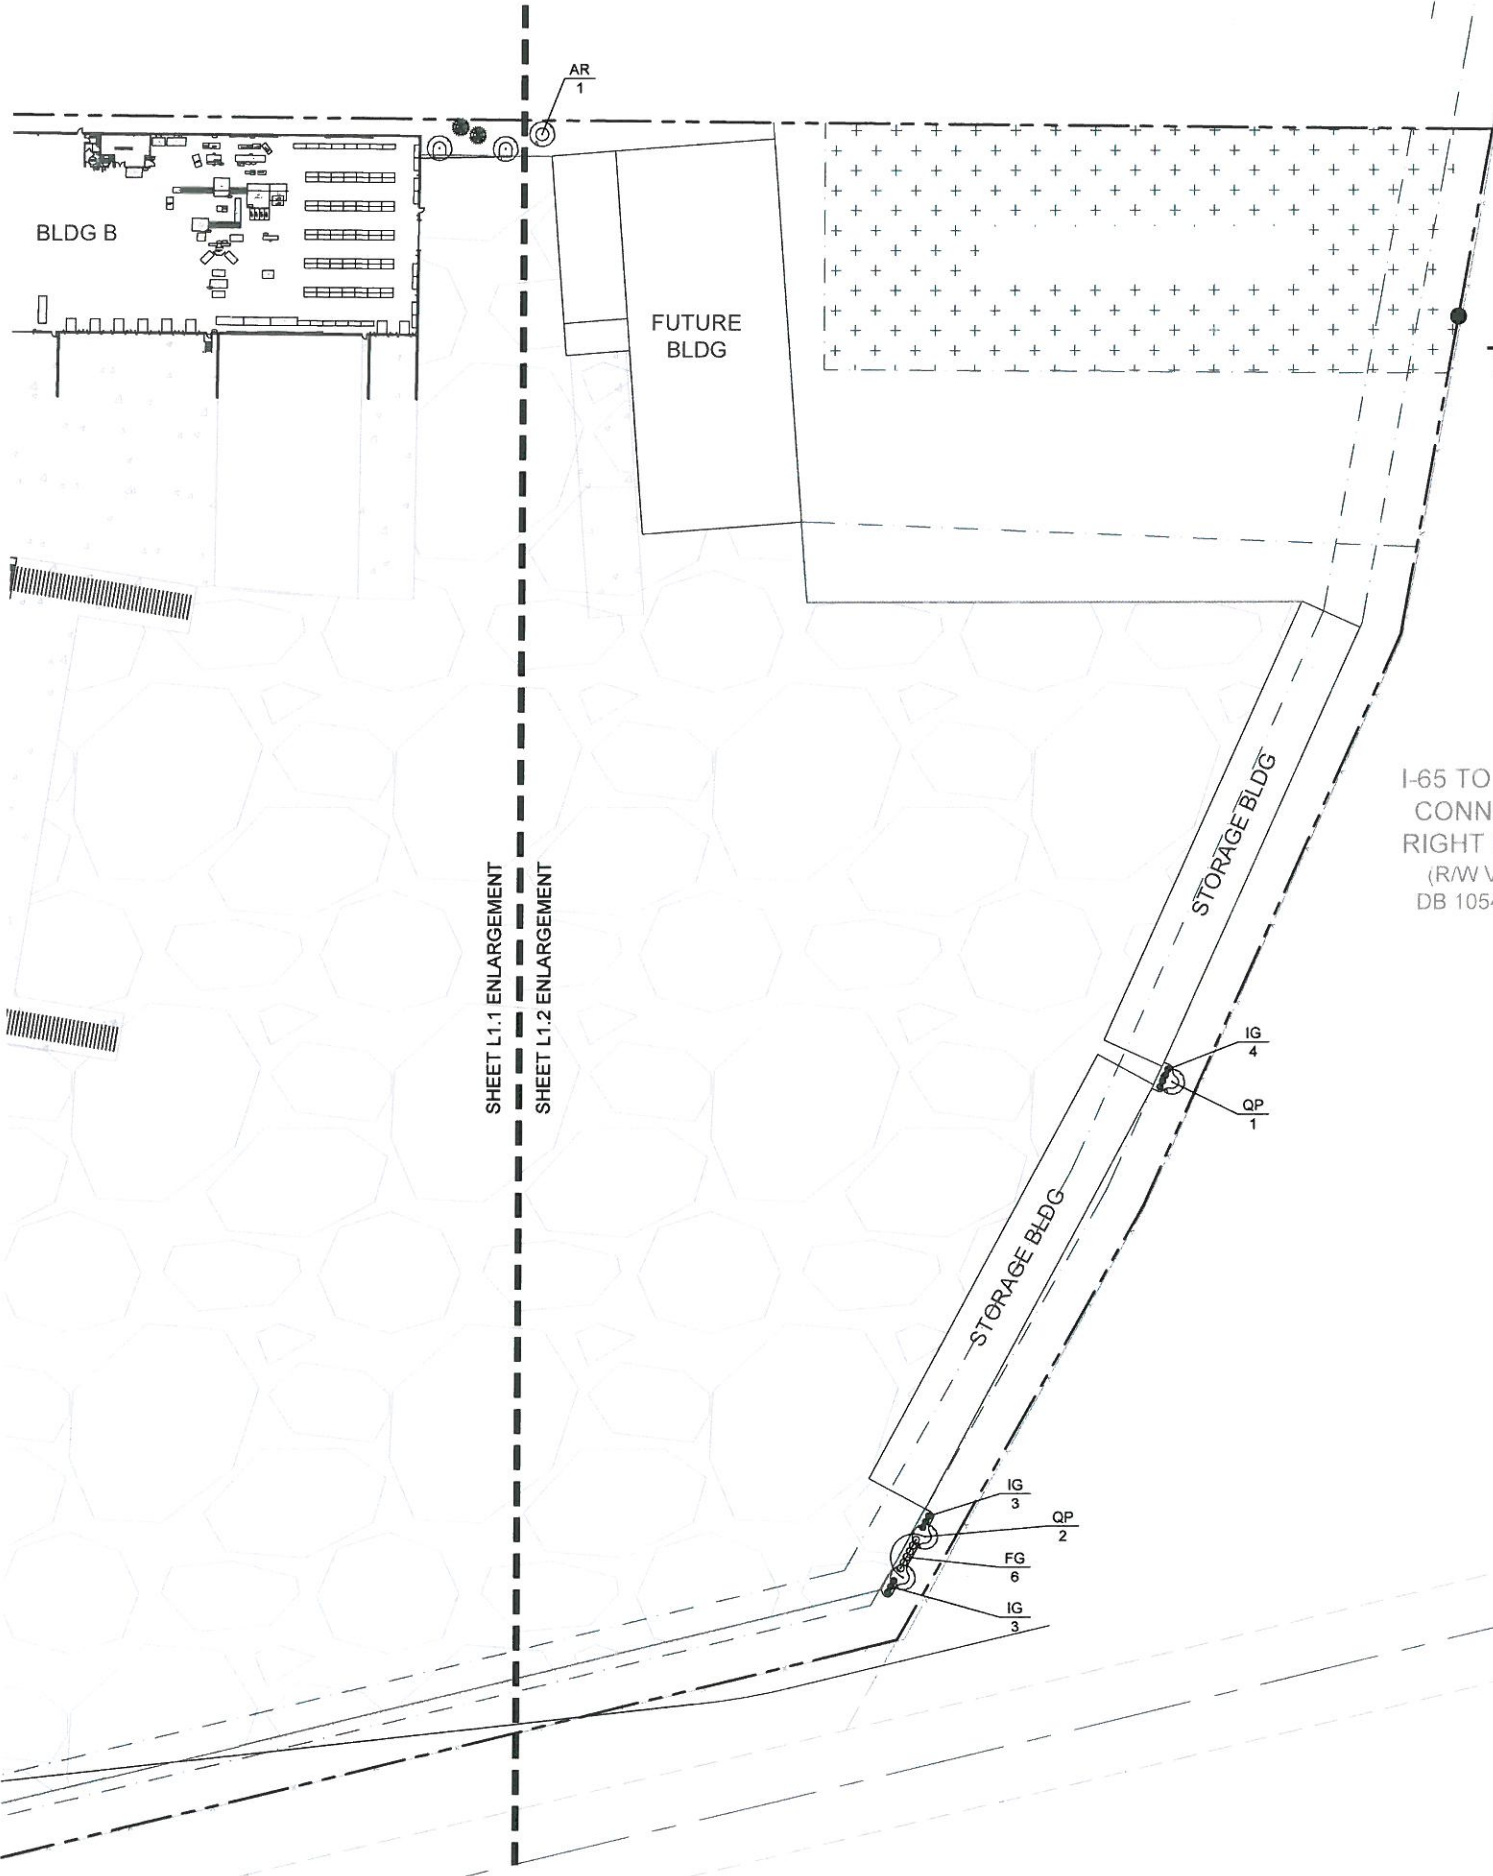 AR
1
BLDG B
FUTURE
BLDG
STORAGE BLDG
I-65 TO
CONN
RIGHT
(R/W V
DB 1054
SHEET L1.1 ENLARGEMENT
SHEET L1.2 ENLARGEMENT
IG
4
QP
1
STORAGE BLDG
IG
3
QP
2
FG
6
IG
3